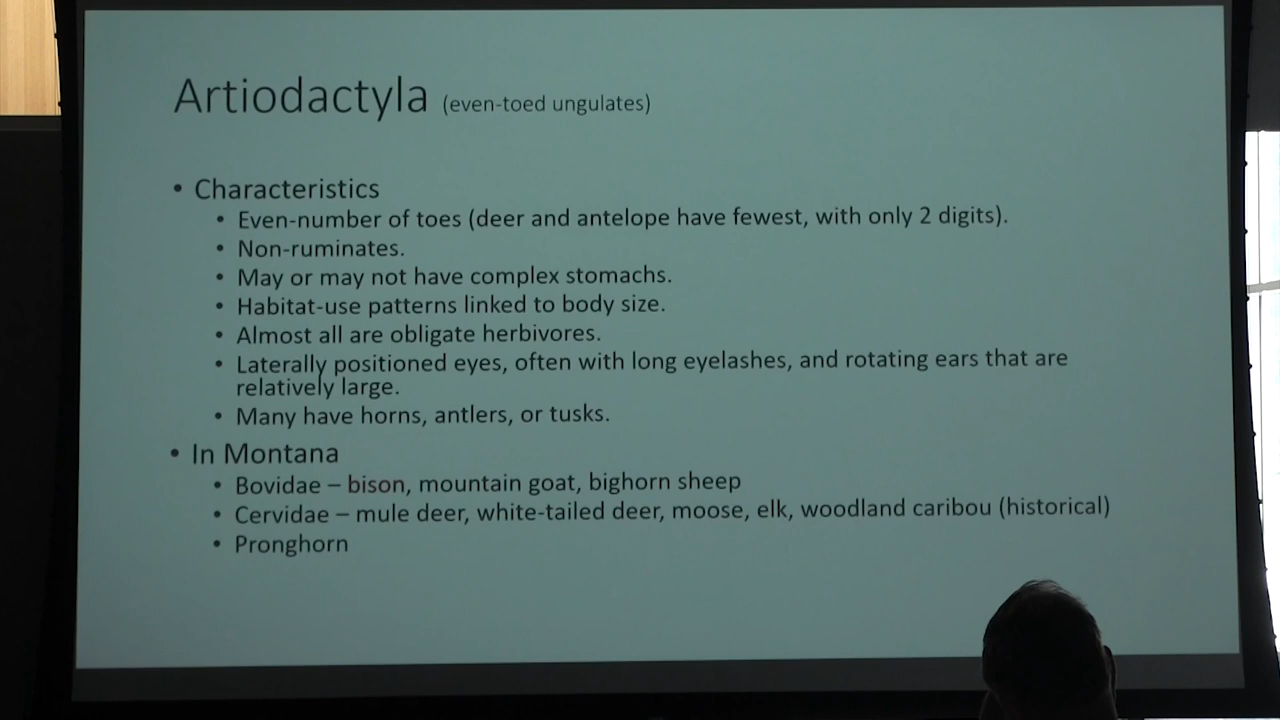 Artiodactyla (even-toed ungulates)
• Characteristics
• Even-number of toes (deer and antelope have fewest, with only 2 digits).
• Non-ruminates.
• May or may not have complex stomachs.
• Habitat-use patterns linked to body size.
• Almost all are obligate herbivores.
• Laterally positioned eyes, often with long eyelashes, and rotating ears that are
relatively large.
• Many have horns, antlers, or tusks.
• In Montana
• Bovidae – bison, mountain goat, bighorn sheep
• Cervidae – mule deer, white-tailed deer, moose, elk, woodland caribou (historical)
• Pronghorn